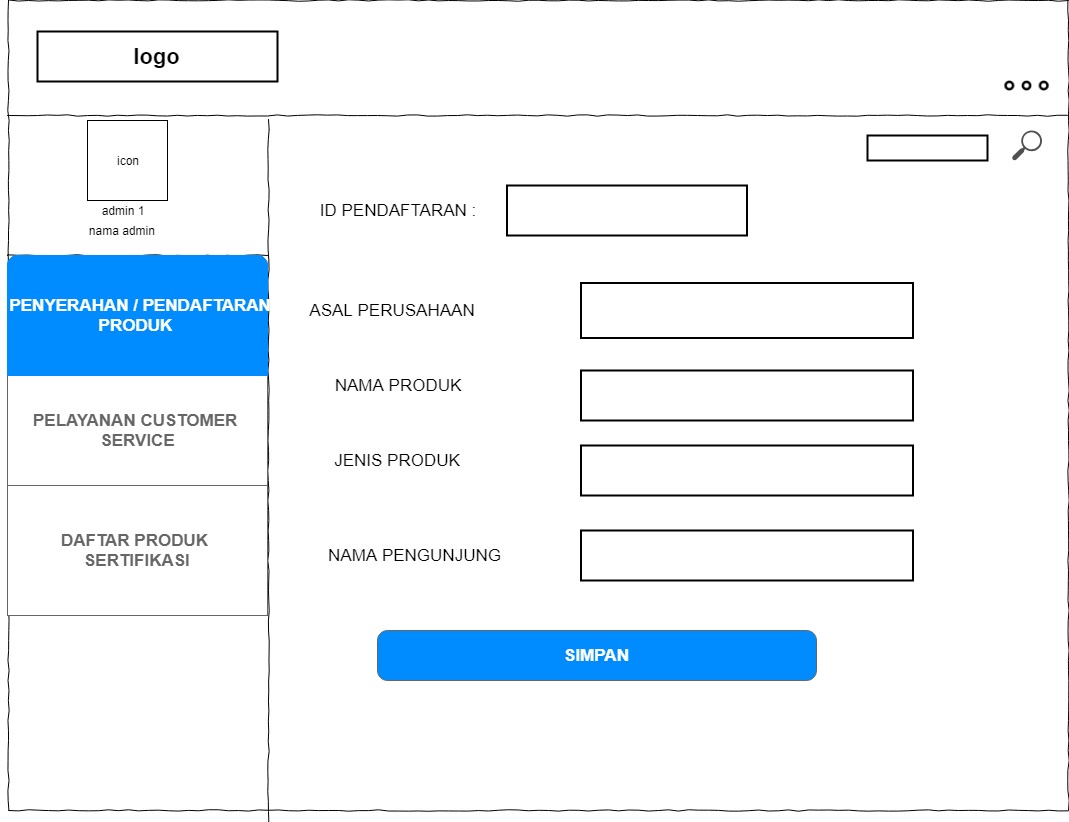 logo
icon
admin 1
nama admin
PENYERAHAN / PENDAFTARAN
PRODUK
PELAYANAN CUSTOMER
SERVICE
DAFTAR PRODUK
SERTIFIKASI
ID PENDAFTARAN :
ASAL PERUSAHAAN
NAMA PRODUK
JENIS PRODUK
NAMA PENGUNJUNG
SIMPAN